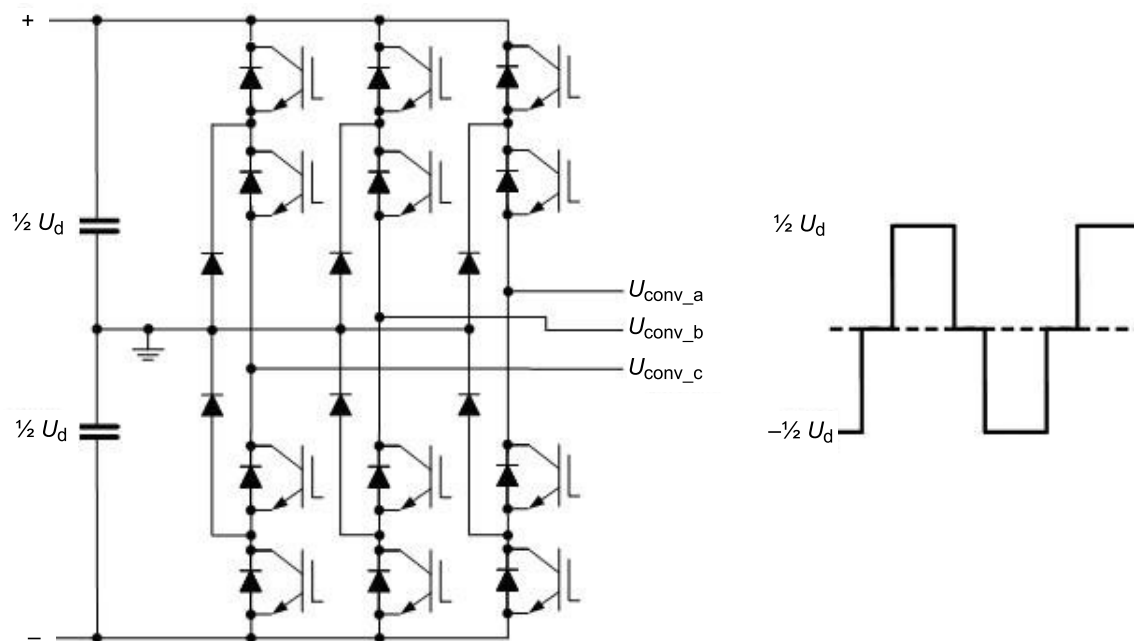 +
½ U_d
½ U_d
–
U_conv_a
U_conv_b
U_conv_c
½ U_d
–½ U_d